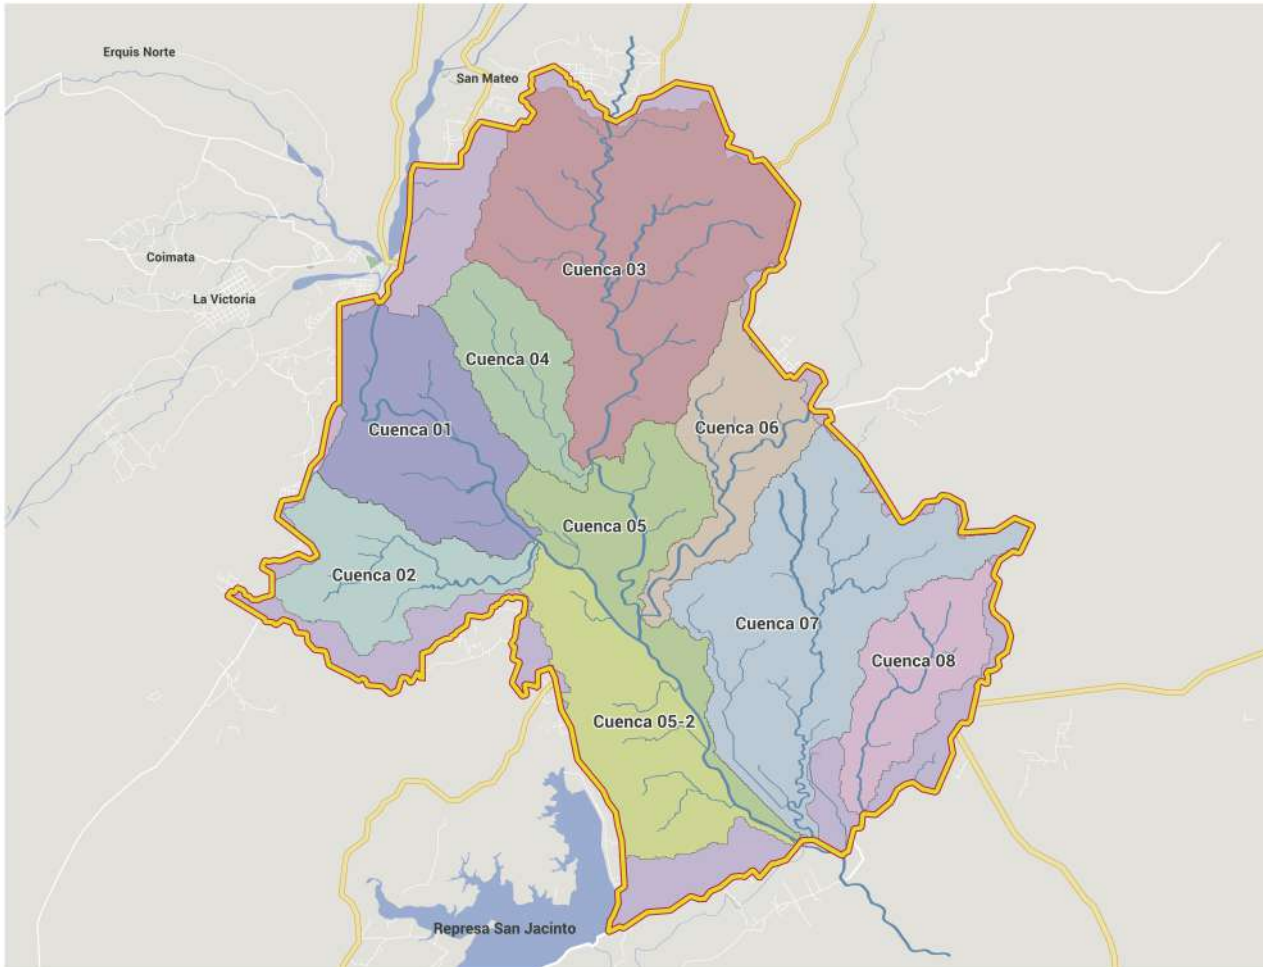 Erquis Norte
San Mateo
Coimata
Cuenca 03
La Victoria
Cuenca 04
Cuenca 01
Cuenca 06
Cuenca 05
Cuenca 02
Cuenca 07
Cuenca 08
Cuenca 05-2
Represa San Jacinto